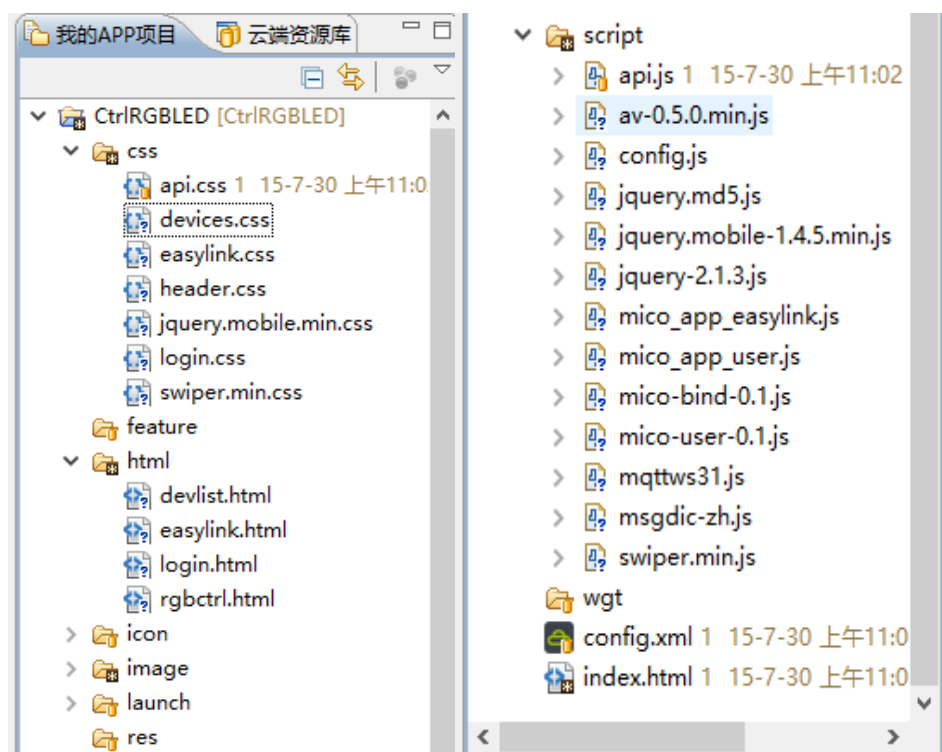 我的APP项目 云端资源库
CtrlRGBLED [CtrlRGBLED]
css
api.css 1 15-7-30 上午11:0
devices.css
easylink.css
header.css
jquery.mobile.min.css
login.css
swiper.min.css
feature
html
devlist.html
easylink.html
login.html
rgbctrl.html
icon
image
launch
res
script
api.js 1 15-7-30 上午11:02
av-0.5.0.min.js
config.js
jquery.md5.js
jquery.mobile-1.4.5.min.js
jquery-2.1.3.js
mico_app_easylink.js
mico_app_user.js
mico-bind-0.1.js
mico-user-0.1.js
mqttws31.js
msgdic-zh.js
swiper.min.js
wgt
config.xml 1 15-7-30 上午11:0
index.html 1 15-7-30 上午11:0